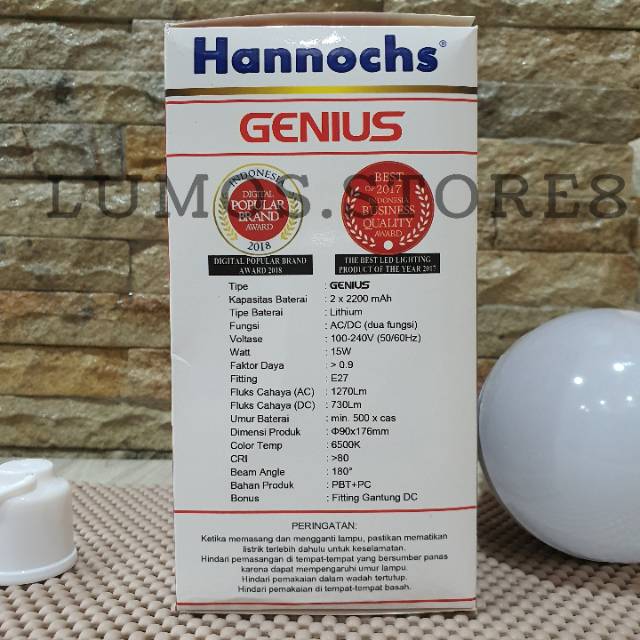 Hannochs®
GENIUS
INDONESIA
DIGITAL
POPULAR
BRAND
AWARD
2018
DIGITAL POPULAR BRAND
AWARD 2018
BEST
OF 2017
INDONESIA
BUSINESS
QUALITY
AWARD
THE BEST LED LIGHTING
PRODUCT OF THE YEAR 2017
LUMOS.STORE8
Tipe : GENIUS
Kapasitas Baterai : 2 x 2200 mAh
Tipe Baterai : Lithium
Fungsi : AC/DC (dua fungsi)
Voltase : 100-240V (50/60Hz)
Watt : 15W
Faktor Daya : > 0.9
Fitting : E27
Fluks Cahaya (AC) : 1270Lm
Fluks Cahaya (DC) : 730Lm
Umur Baterai : min. 500 x cas
Dimensi Produk : Φ90x176mm
Color Temp : 6500K
CRI : >80
Beam Angle : 180°
Bahan Produk : PBT+PC
Bonus : Fitting Gantung DC
PERINGATAN:
Ketika memasang dan mengganti lampu, pastikan mematikan
listrik terlebih dahulu untuk keselamatan.
Hindari pemasangan di tempat-tempat yang bersumber panas
karena dapat mempengaruhi umur lampu.
Hindari pemakaian dalam wadah tertutup.
Hindari pemakaian di tempat-tempat basah.